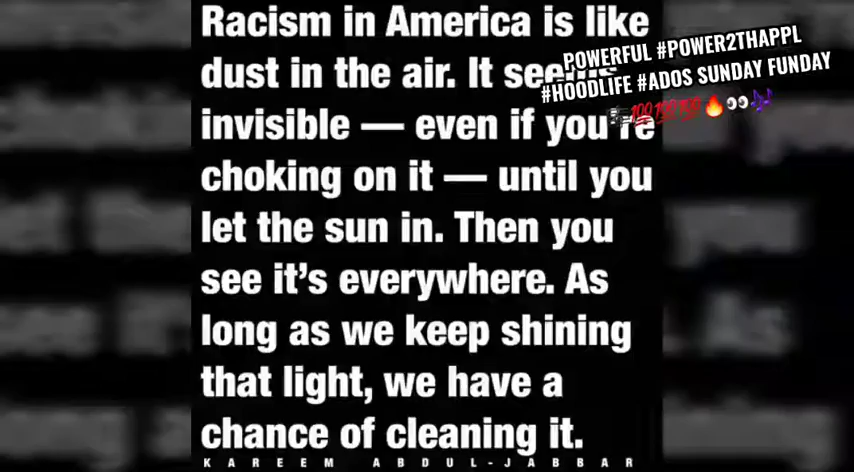 Racism in America is like
dust in the air. It seems
invisible — even if you're
choking on it — until you
let the sun in. Then you
see it's everywhere. As
long as we keep shining
that light, we have a
chance of cleaning it.
KAREEM ABDUL-JABBAR
POWERFUL #POWER2THAPPL
#HOODLIFE #ADOS SUNDAY FUNDAY
🎼💯💯💯🔥👀🎶